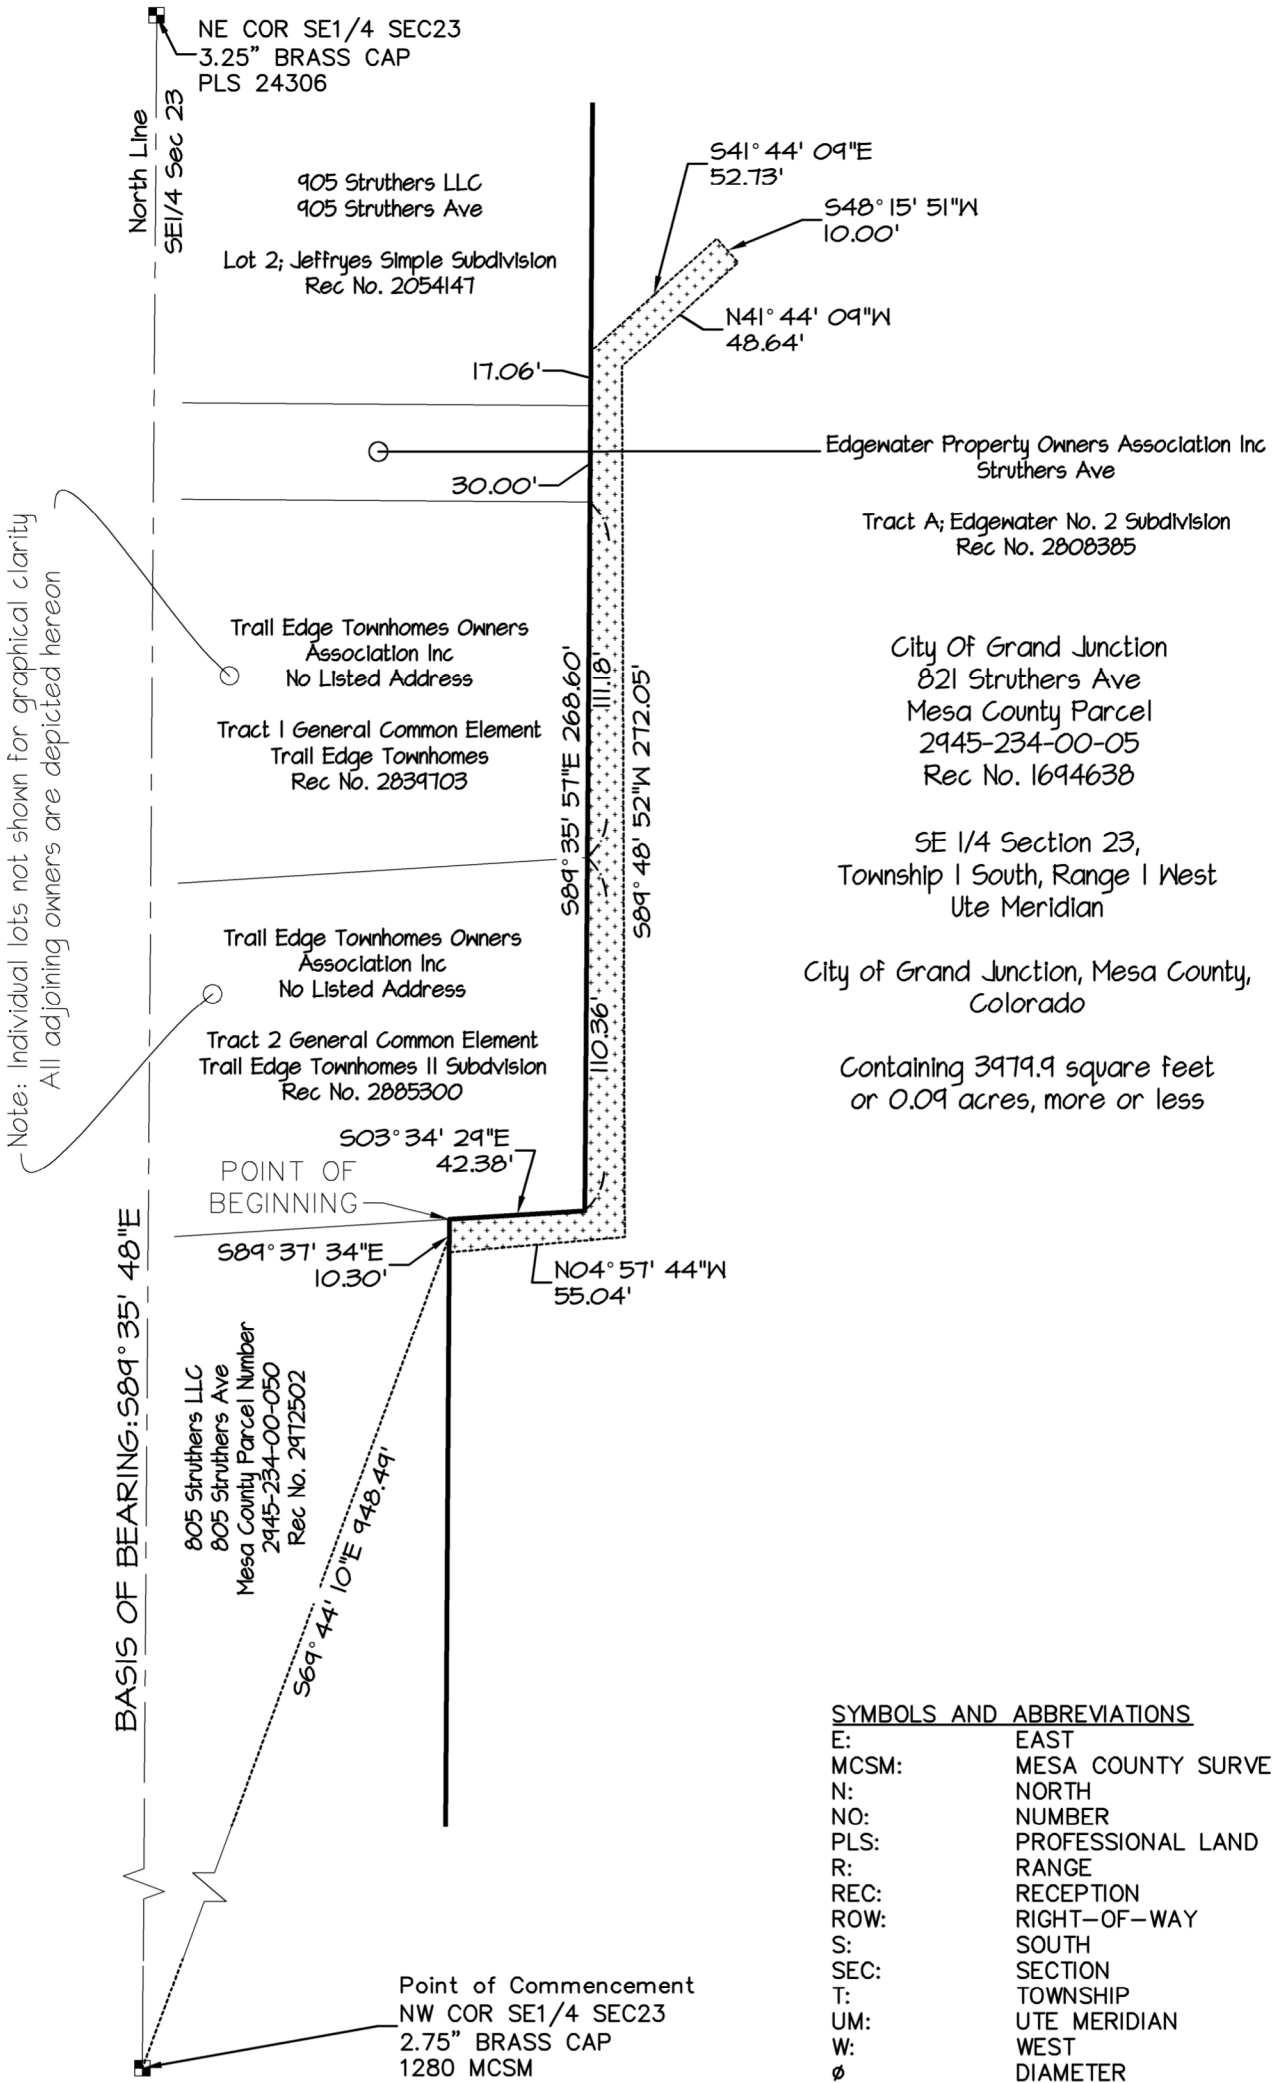 NE COR SE1/4 SEC23
3.25" BRASS CAP
PLS 24306
North Line
SE1/4 Sec 23
905 Struthers LLC
905 Struthers Ave
Lot 2; Jeffryes Simple Subdivision
Rec No. 2054147
S41°44' 09"E
52.73'
S48°15' 51"W
10.00'
N41°44' 09"W
48.64'
17.06'
30.00'
Edgewater Property Owners Association Inc
Struthers Ave
Tract A; Edgewater No. 2 Subdivision
Rec No. 2808385
Note: Individual lots not shown for graphical clarity
All adjoining owners are depicted hereon
Trail Edge Townhomes Owners
Association Inc
No Listed Address
Tract 1 General Common Element
Trail Edge Townhomes
Rec No. 2839703
S89°35' 57"E 268.60'
111.18'
S89°48' 52"W 272.05'
110.36'
City Of Grand Junction
821 Struthers Ave
Mesa County Parcel
2945-234-00-05
Rec No. 1694638
SE 1/4 Section 23,
Township 1 South, Range 1 West
Ute Meridian
City of Grand Junction, Mesa County,
Colorado
Containing 3979.9 square feet
or 0.09 acres, more or less
Trail Edge Townhomes Owners
Association Inc
No Listed Address
Tract 2 General Common Element
Trail Edge Townhomes II Subdvision
Rec No. 2885300
S03°34' 29"E
42.38'
POINT OF
BEGINNING
S89°37' 34"E
10.30'
N04°57' 44"W
55.04'
BASIS OF BEARING:S89°35' 48"E
805 Struthers LLC
805 Struthers Ave
Mesa County Parcel Number
2945-234-00-050
Rec No. 2972502
S69°44' 10"E 948.49'
Point of Commencement
NW COR SE1/4 SEC23
2.75" BRASS CAP
1280 MCSM
SYMBOLS AND ABBREVIATIONS
E: EAST
MCSM: MESA COUNTY SURVE
N: NORTH
NO: NUMBER
PLS: PROFESSIONAL LAND
R: RANGE
REC: RECEPTION
ROW: RIGHT-OF-WAY
S: SOUTH
SEC: SECTION
T: TOWNSHIP
UM: UTE MERIDIAN
W: WEST
ø DIAMETER